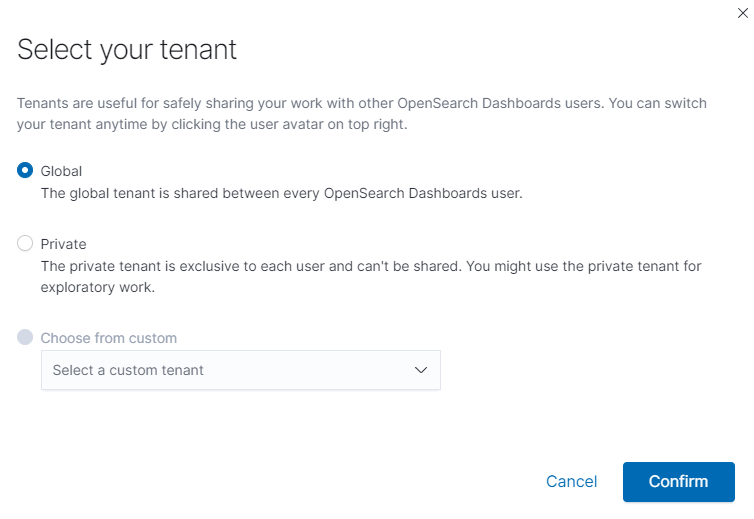 Select your tenant
Tenants are useful for safely sharing your work with other OpenSearch Dashboards users. You can switch
your tenant anytime by clicking the user avatar on top right.
Global
The global tenant is shared between every OpenSearch Dashboards user.
Private
The private tenant is exclusive to each user and can't be shared. You might use the private tenant for
exploratory work.
Choose from custom
Select a custom tenant
Cancel
Confirm